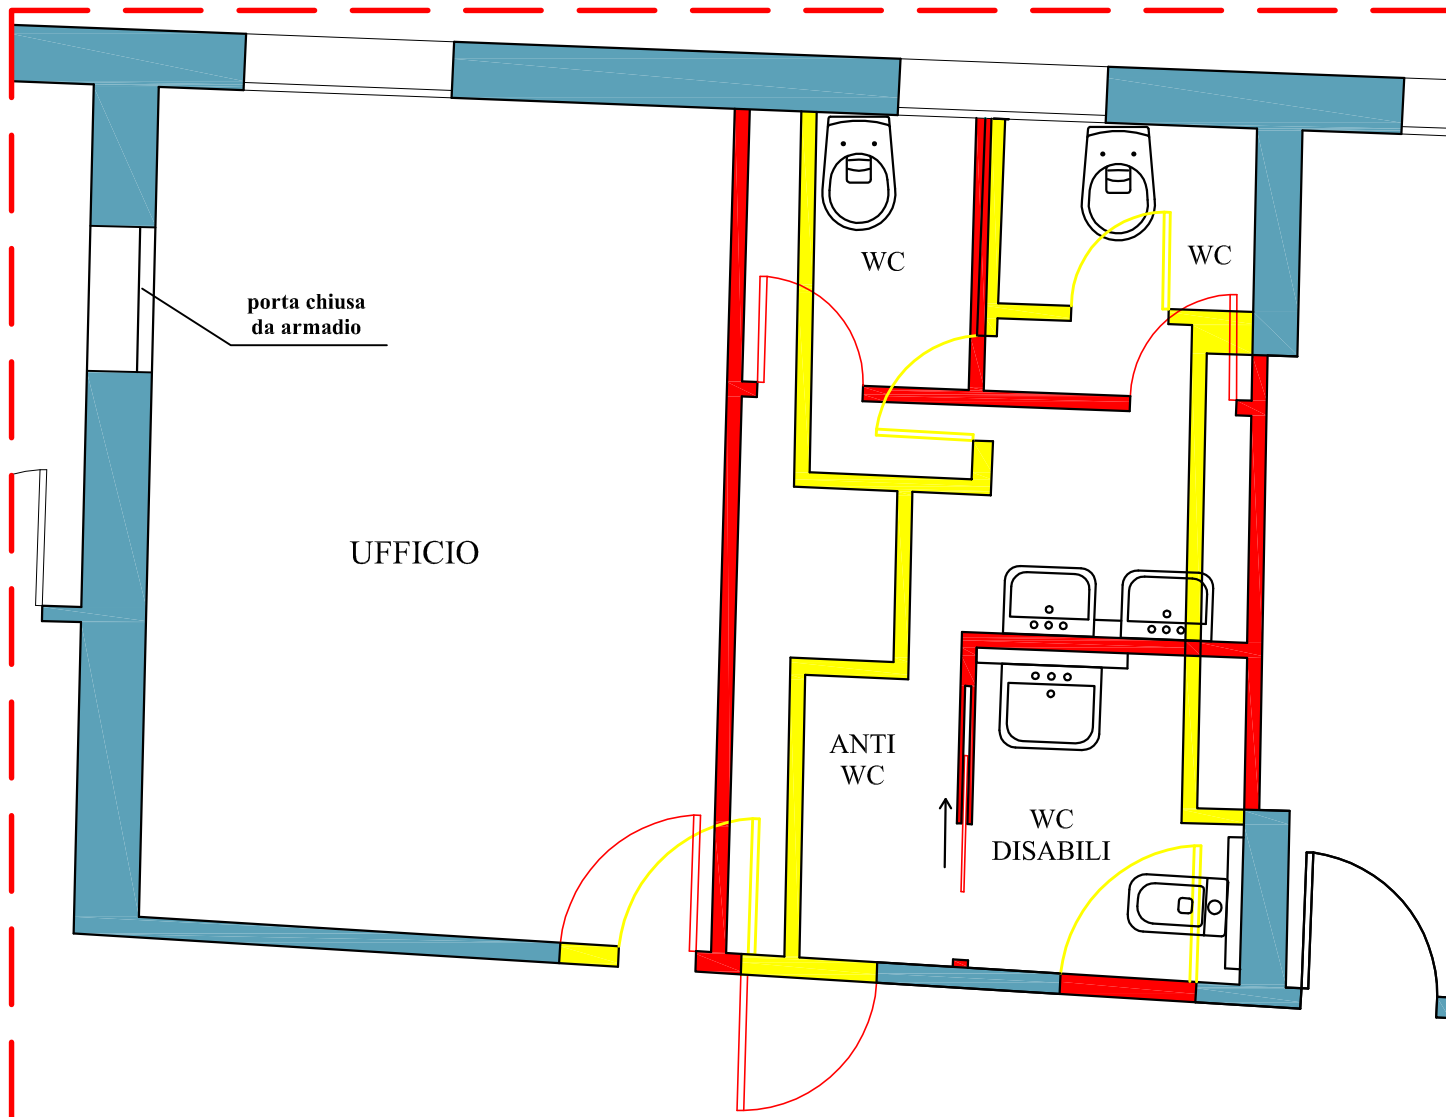 WC
WC
porta chiusa
da armadio
UFFICIO
ANTI
WC
WC
DISABILI